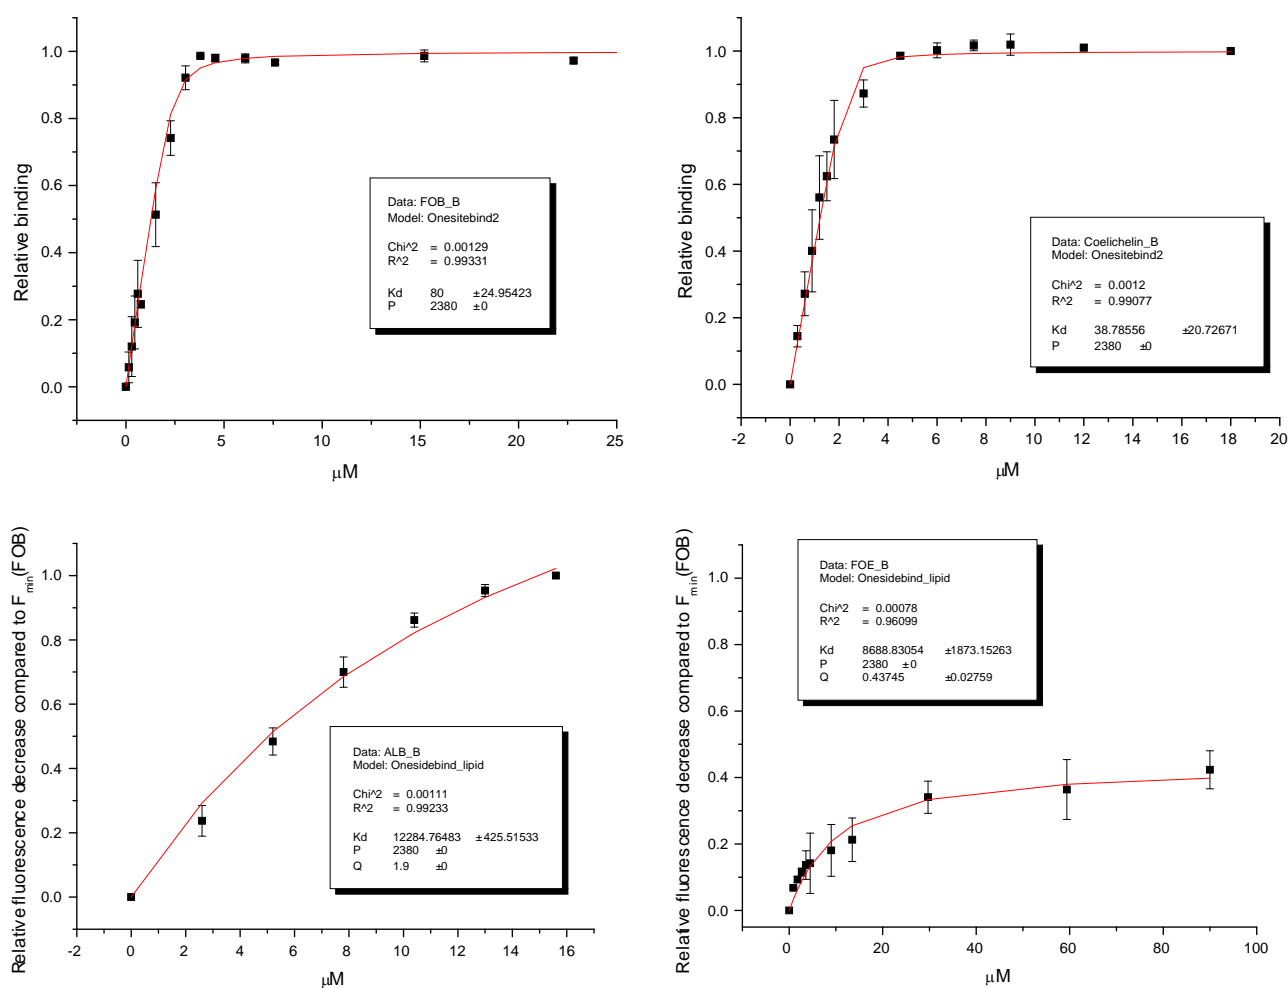 1.0
0.8
0.6
0.4
0.2
0.0
Relative binding
0 5 10 15 20 25
μM
Data: FOB_B
Model: Onesitebind2
Chi^2 = 0.00129
R^2 = 0.99331
Kd 80 ±24.95423
P 2380 ±0
1.0
0.8
0.6
0.4
0.2
0.0
Relative binding
-2 0 2 4 6 8 10 12 14 16 18 20
μM
Data: Coelichelin_B
Model: Onesitebind2
Chi^2 = 0.0012
R^2 = 0.99077
Kd 38.78556 ±20.72671
P 2380 ±0
1.0
0.8
0.6
0.4
0.2
0.0
Relative fluorescence decrease compared to Fmin(FOB)
-2 0 2 4 6 8 10 12 14 16
μM
Data: ALB_B
Model: Onesidebind_lipid
Chi^2 = 0.00111
R^2 = 0.99233
Kd 12284.76483 ±425.51533
P 2380 ±0
Q 1.9 ±0
1.0
0.8
0.6
0.4
0.2
0.0
Relative fluorescence decrease compared to Fmin(FOB)
0 20 40 60 80 100
μM
Data: FOE_B
Model: Onesidebind_lipid
Chi^2 = 0.00078
R^2 = 0.96099
Kd 8688.83054 ±1873.15263
P 2380 ±0
Q 0.43745 ±0.02759